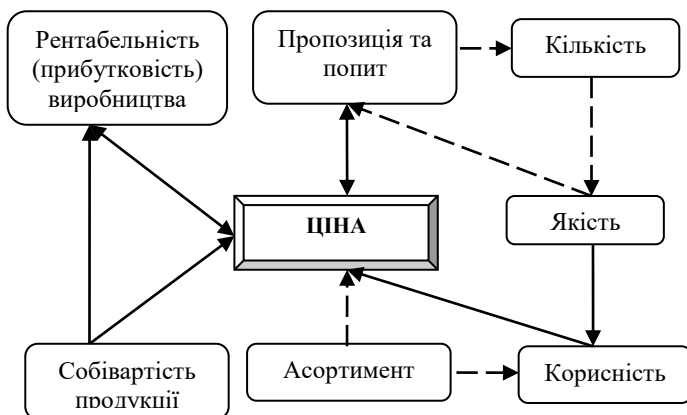 Рентабельність
(прибутковість)
виробництва
Пропозиція та
попит
Кількість
ЦІНА
Якість
Собівартість
продукції
Асортимент
Корисність